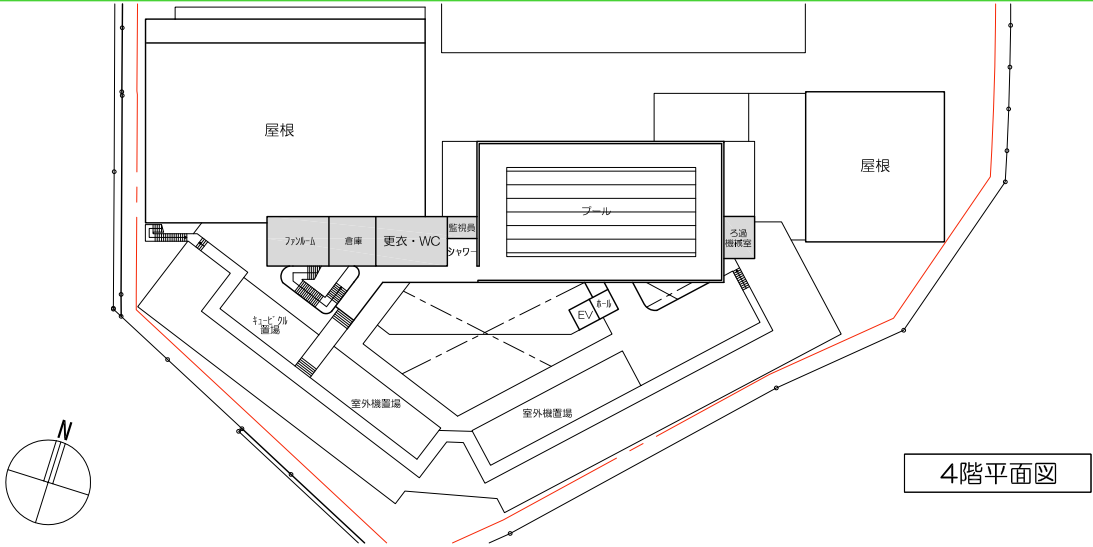 屋根
屋根
プール
監視員
シャワー
ファンルーム
倉庫
更衣・WC
ろ過
機械室
ホール
EV
キュービクル
置場
室外機置場
室外機置場
N
4階平面図